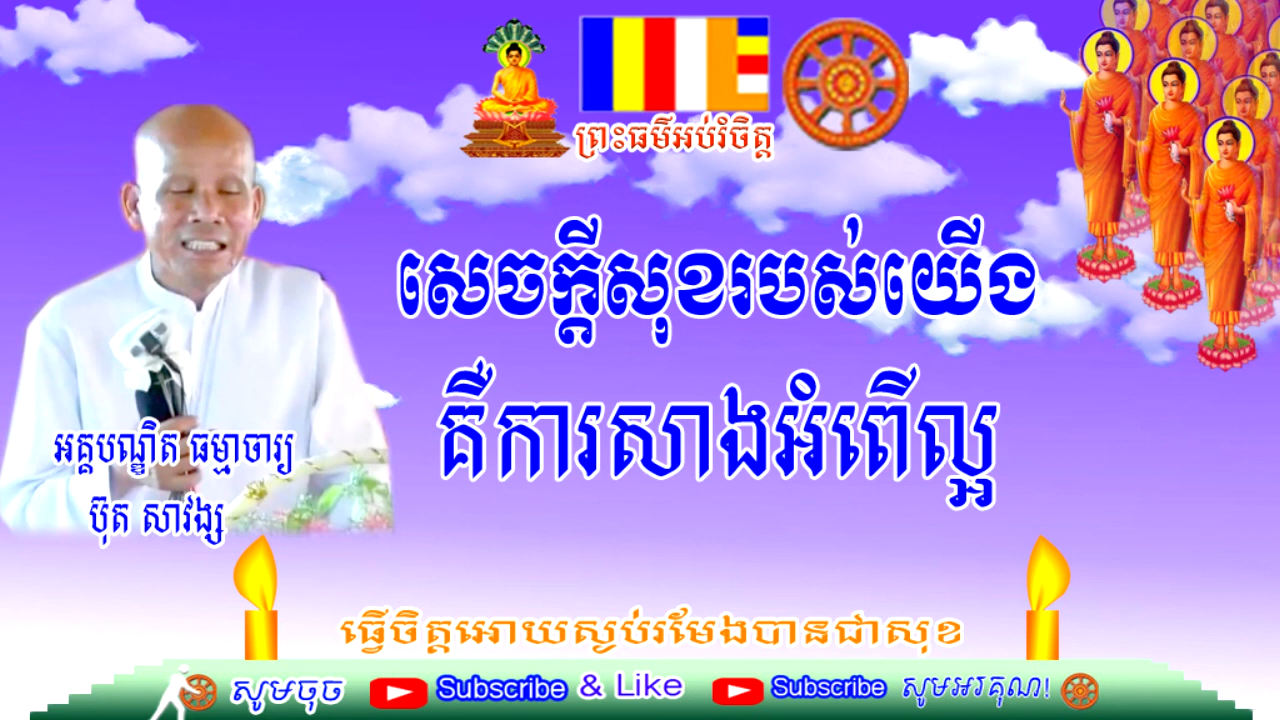 ព្រះធម៌អប់រំចិត្ត
សេចក្ដីសុខរបស់យើង
គឺការសាងអំពើល្អ
អគ្គបណ្ឌិត ធម្មាចារ្យ
ប៊ុត សាវង្ស
ធ្វើចិត្តអោយស្ងប់រមែងបានជាសុខ
សូមចុច Subscribe & Like Subscribe សូមអរគុណ!